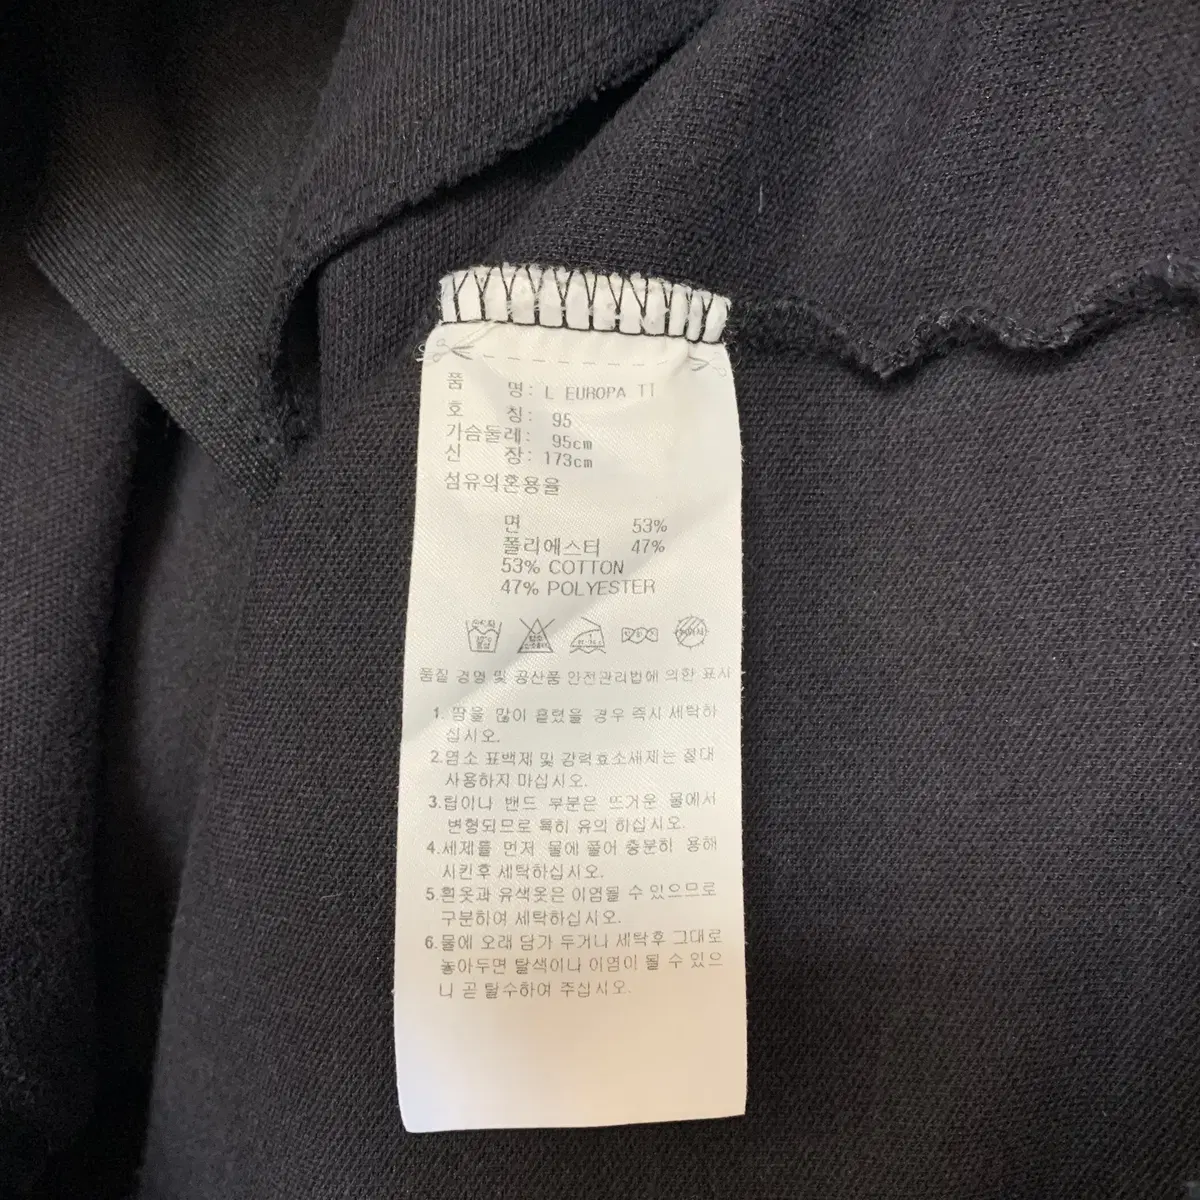 품 명: L EUROPA TI
호 칭: 95
가슴둘레: 95cm
신 장: 173cm
섬유의혼용율
면 53%
폴리에스터 47%
53% COTTON
47% POLYESTER
품질 경영 및 공산품 안전관리법에 의한 표시
1. 땀을 많이 흘렸을 경우 즉시 세탁하
십시오.
2.염소 표백제 및 강력효소세제는 절대
사용하지 마십시오.
3.립이나 밴드 부분은 뜨거운 물에서
변형되므로 특히 유의 하십시오.
4.세제를 먼저 물에 풀어 충분히 용해
시킨후 세탁하십시오.
5.흰옷과 유색옷은 이염될 수 있으므로
구분하여 세탁하십시오.
6.물에 오래 담가 두거나 세탁후 그대로
놓아두면 탈색이나 이염이 될 수 있으
니 곧 탈수하여 주십시오.